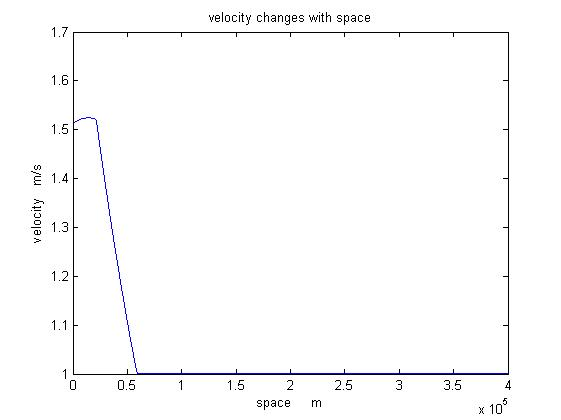 velocity changes with space
1.7
1.6
1.5
1.4
1.3
1.2
1.1
1
velocity m/s
0 0.5 1 1.5 2 2.5 3 3.5 4
x 10^5
space m